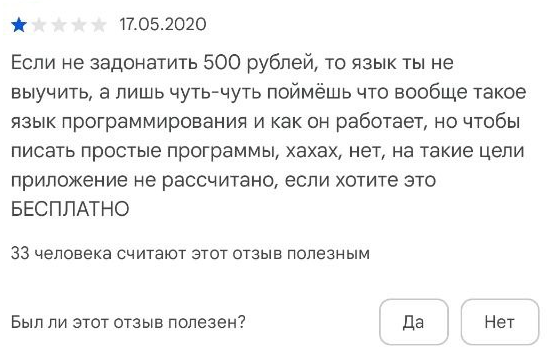 17.05.2020
Если не задонатить 500 рублей, то язык ты не
выучить, а лишь чуть-чуть поймёшь что вообще такое
язык программирования и как он работает, но чтобы
писать простые программы, хахах, нет, на такие цели
приложение не рассчитано, если хотите это
БЕСПЛАТНО
33 человека считают этот отзыв полезным
Был ли этот отзыв полезен?
Да
Нет